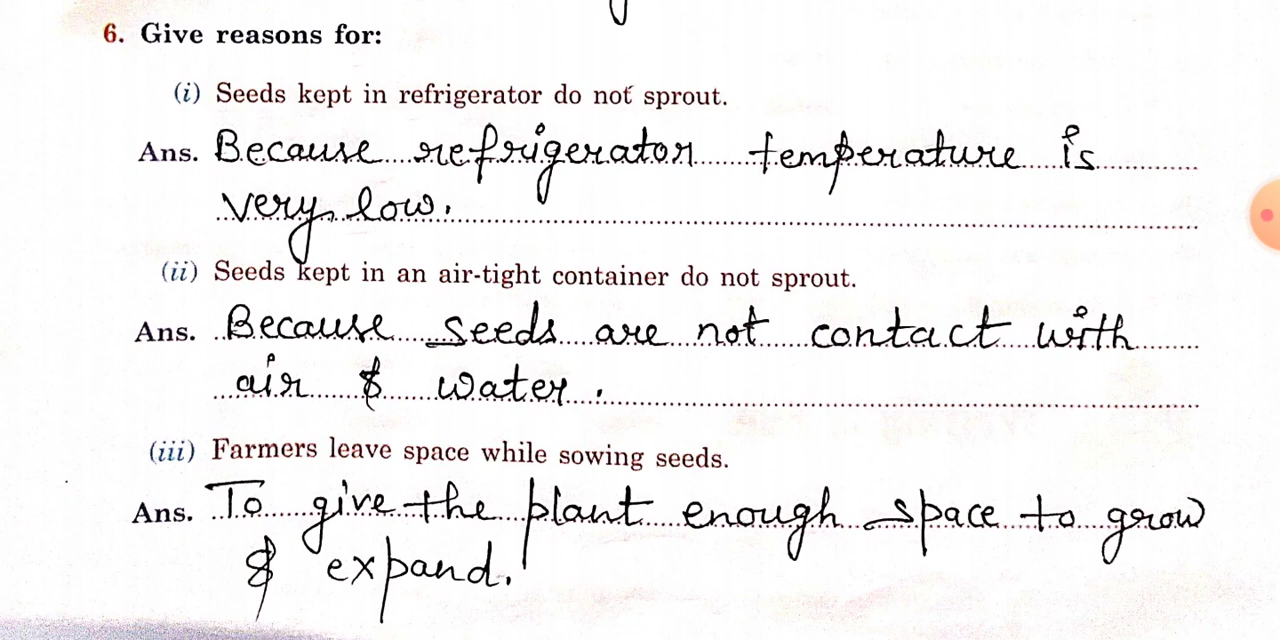 6. Give reasons for:
(i) Seeds kept in refrigerator do not sprout.
Ans. Because refrigerator temperature is
very low.
(ii) Seeds kept in an air-tight container do not sprout.
Ans. Because seeds are not contact with
air & water.
(iii) Farmers leave space while sowing seeds.
Ans. To give the plant enough space to grow
& expand.